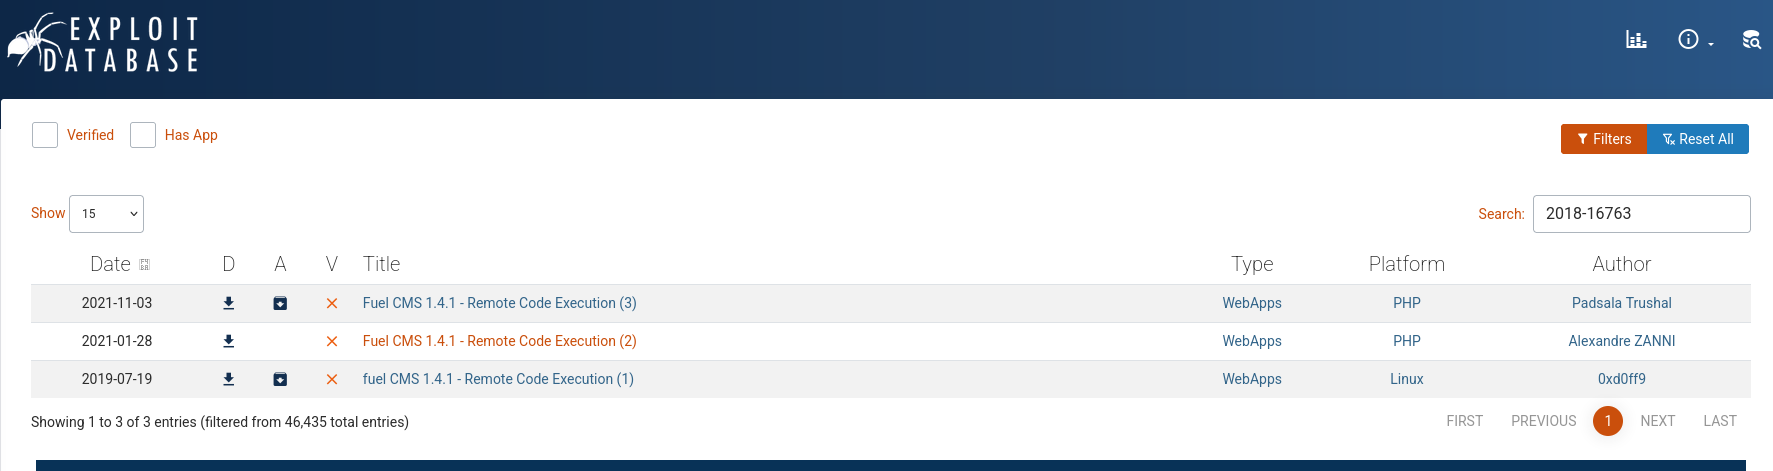 EXPLOIT
DATABASE
Verified Has App
Filters Reset All
Show 15 Search: 2018-16763
Date D A V Title Type Platform Author
2021-11-03 Fuel CMS 1.4.1 - Remote Code Execution (3) WebApps PHP Padsala Trushal
2021-01-28 Fuel CMS 1.4.1 - Remote Code Execution (2) WebApps PHP Alexandre ZANNI
2019-07-19 fuel CMS 1.4.1 - Remote Code Execution (1) WebApps Linux 0xd0ff9
Showing 1 to 3 of 3 entries (filtered from 46,435 total entries) FIRST PREVIOUS 1 NEXT LAST